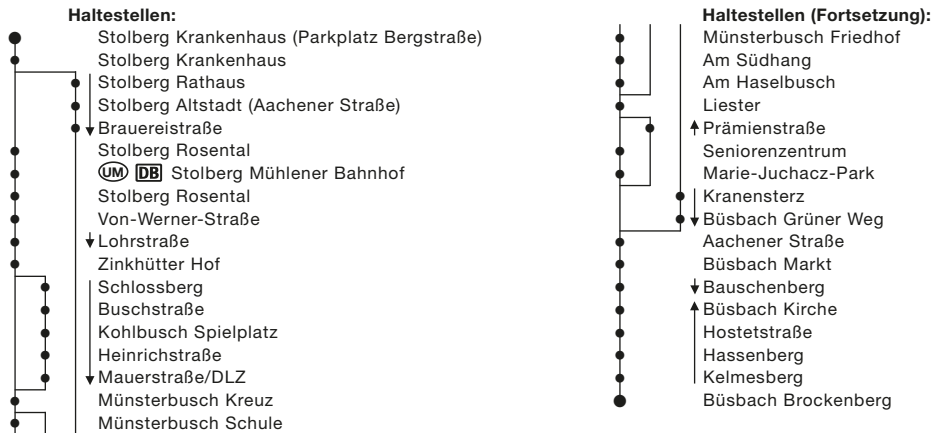 Haltestellen:
Stolberg Krankenhaus (Parkplatz Bergstraße)
Stolberg Krankenhaus
Stolberg Rathaus
Stolberg Altstadt (Aachener Straße)
Brauereistraße
Stolberg Rosental
UM DB Stolberg Mühlener Bahnhof
Stolberg Rosental
Von-Werner-Straße
Lohrstraße
Zinkhütter Hof
Schlossberg
Buschstraße
Kohlbusch Spielplatz
Heinrichstraße
Mauerstraße/DLZ
Münsterbusch Kreuz
Münsterbusch Schule
Haltestellen (Fortsetzung):
Münsterbusch Friedhof
Am Südhang
Am Haselbusch
Liester
Prämienstraße
Seniorenzentrum
Marie-Juchacz-Park
Kranensterz
Büsbach Grüner Weg
Aachener Straße
Büsbach Markt
Bauschenberg
Büsbach Kirche
Hostetstraße
Hassenberg
Kelmesberg
Büsbach Brockenberg